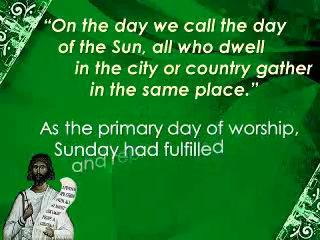 “On the day we call the day
of the Sun, all who dwell
in the city or country gather
in the same place.”
As the primary day of worship,
Sunday had fulfilled
and